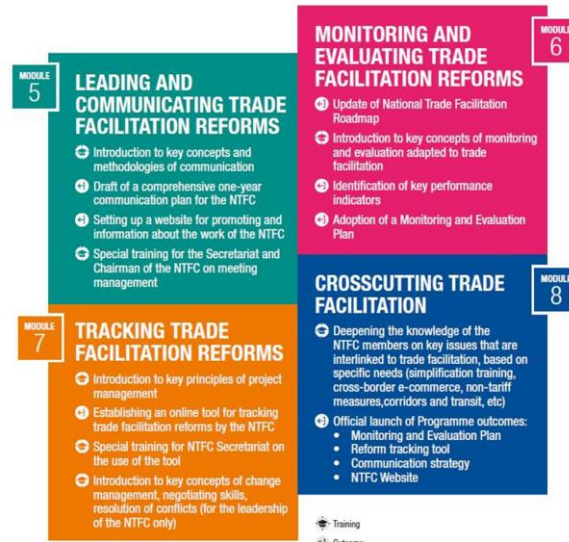 MODULE
5
LEADING AND
COMMUNICATING TRADE
FACILITATION REFORMS
Introduction to key concepts and
methodologies of communication
Draft of a comprehensive one-year
communication plan for the NTFC
Setting up a website for promoting and
information about the work of the NTFC
Special training for the Secretariat and
Chairman of the NTFC on meeting
management
MODULE
6
MONITORING AND
EVALUATING TRADE
FACILITATION REFORMS
Update of National Trade Facilitation
Roadmap
Introduction to key concepts of monitoring
and evaluation adapted to trade
facilitation
Identification of key performance
indicators
Adoption of a Monitoring and Evaluation
Plan
MODULE
7
TRACKING TRADE
FACILITATION REFORMS
Introduction to key principles of project
management
Establishing an online tool for tracking
trade facilitation reforms by the NTFC
Special training for NTFC Secretariat on
the use of the tool
Introduction to key concepts of change
management, negotiating skills,
resolution of conflicts (for the leadership
of the NTFC only)
MODULE
8
CROSSCUTTING TRADE
FACILITATION
Deepening the knowledge of the
NTFC members on key issues that are
interlinked to trade facilitation, based on
specific needs (simplification training,
cross-border e-commerce, non-tariff
measures,corridors and transit, etc)
Official launch of Programme outcomes:
• Monitoring and Evaluation Plan
• Reform tracking tool
• Communication strategy
• NTFC Website
Training
Outcome